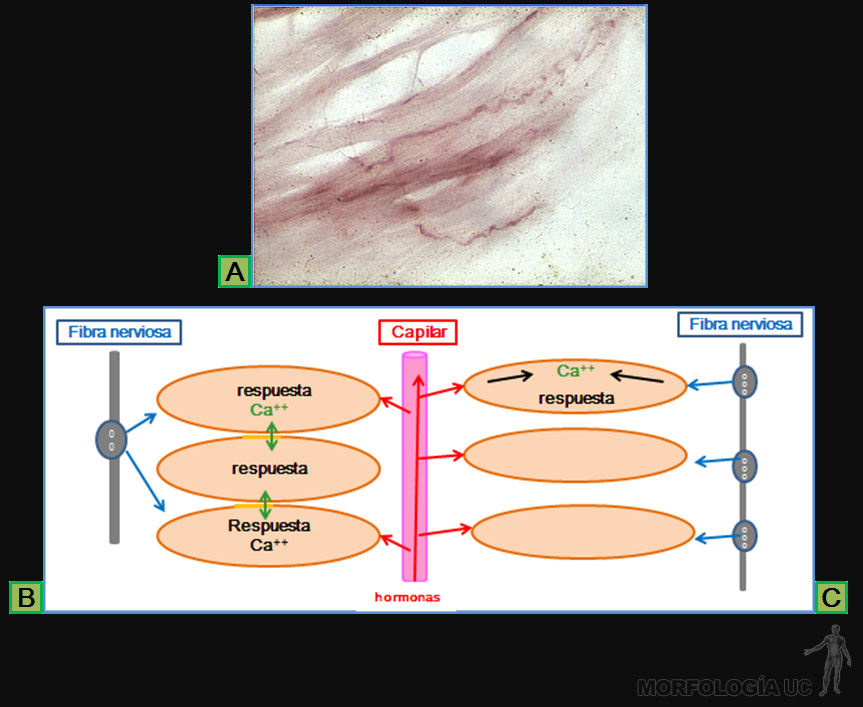 A
Fibra nerviosa
Capilar
Fibra nerviosa
respuesta
Ca++
respuesta
Respuesta
Ca++
Ca++
respuesta
hormonas
B
C
MORFOLOGÍA UC